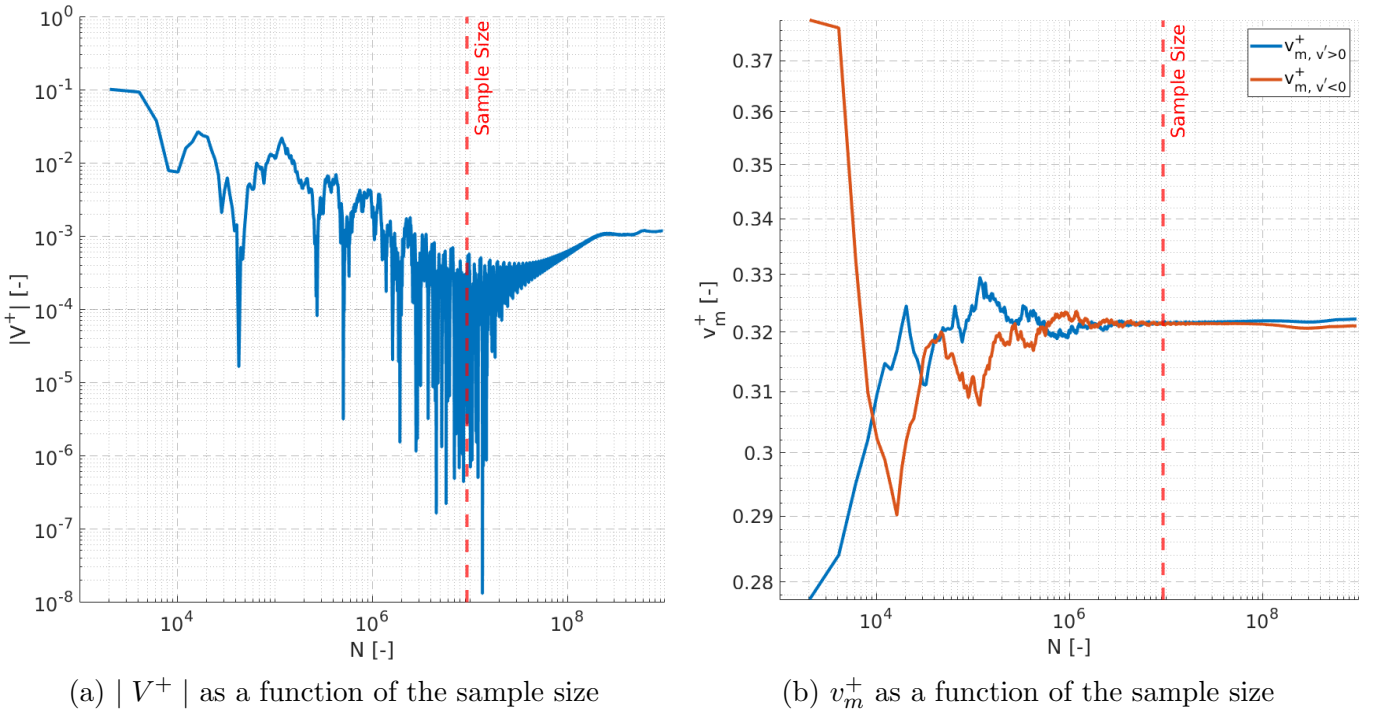 10^0
10^-1
10^-2
10^-3
10^-4
10^-5
10^-6
10^-7
10^-8
|V^+| [-]
10^4
10^6
10^8
N [-]
Sample Size
(a) | V^+ | as a function of the sample size
0.37
0.36
0.35
0.34
0.33
0.32
0.31
0.3
0.29
0.28
v_m^+ [-]
10^4
10^6
10^8
N [-]
Sample Size
v^+_{m, v'>0}
v^+_{m, v'<0}
(b) v_m^+ as a function of the sample size